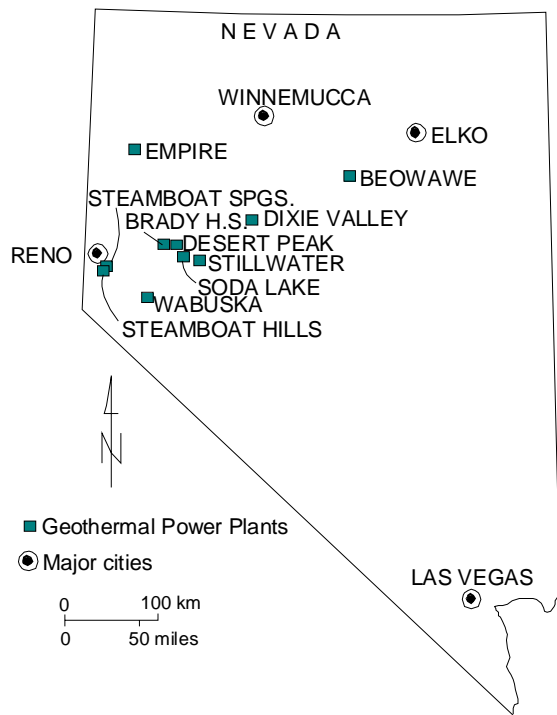 N E V A D A
WINNEMUCCA
ELKO
EMPIRE
BEOWAWE
STEAMBOAT SPGS.
DIXIE VALLEY
BRADY H.S.
DESERT PEAK
RENO
STILLWATER
SODA LAKE
WABUSKA
STEAMBOAT HILLS
N
Geothermal Power Plants
Major cities
LAS VEGAS
0 100 km
0 50 miles